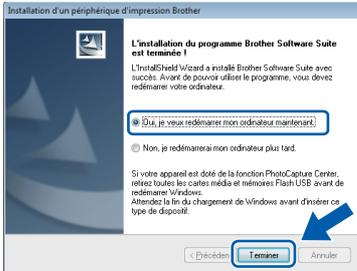 Installation d'un périphérique d'impression Brother
L'installation du programme Brother Software Suite
est terminée !
L'InstallShield Wizard a installé Brother Software Suite avec
succès. Avant de pouvoir utiliser le programme, vous devez
redémarrer votre ordinateur.
Oui, je veux redémarrer mon ordinateur maintenant.
Non, je redémarrerai mon ordinateur plus tard.
Si votre appareil est doté de la fonction PhotoCapture Center,
retirez toutes les cartes média et mémoires Flash USB avant de
redémarrer Windows.
Attendez la fin du chargement de Windows avant d'insérer ce
type de dispositif.
< Précéden
Terminer
Annuler